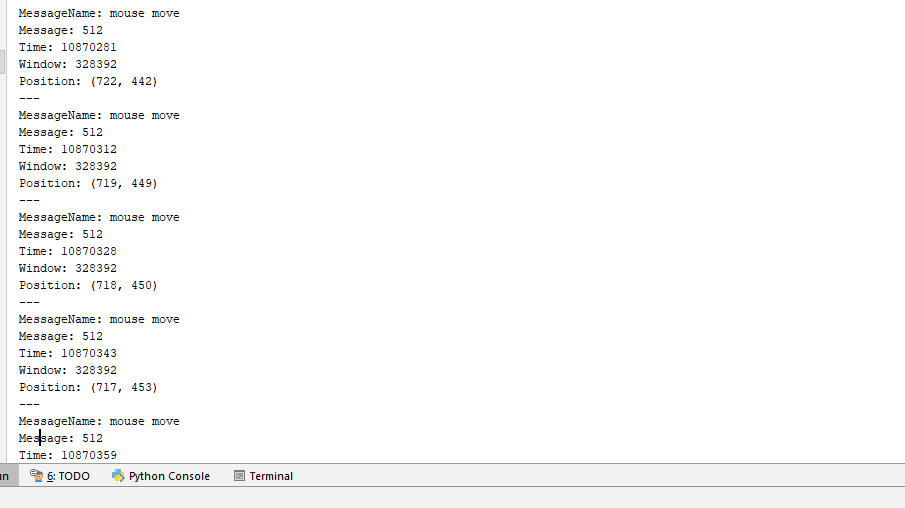 MessageName: mouse move
Message: 512
Time: 10870281
Window: 328392
Position: (722, 442)
---
MessageName: mouse move
Message: 512
Time: 10870312
Window: 328392
Position: (719, 449)
---
MessageName: mouse move
Message: 512
Time: 10870328
Window: 328392
Position: (718, 450)
---
MessageName: mouse move
Message: 512
Time: 10870343
Window: 328392
Position: (717, 453)
---
MessageName: mouse move
Message: 512
Time: 10870359
un 6: TODO Python Console Terminal